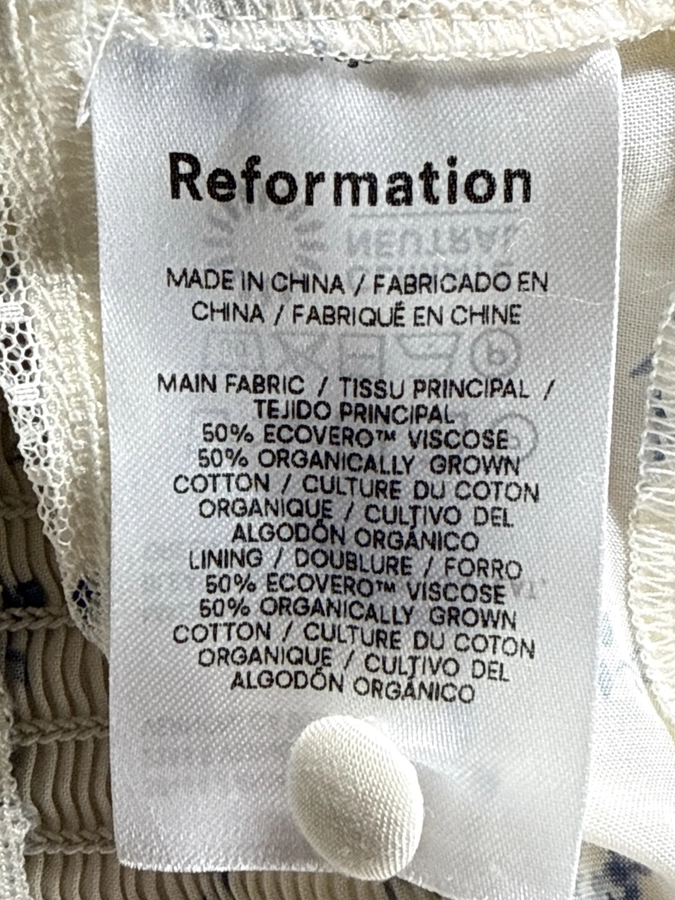 Reformation
MADE IN CHINA / FABRICADO EN
CHINA / FABRIQUÉ EN CHINE
MAIN FABRIC / TISSU PRINCIPAL /
TEJIDO PRINCIPAL
50% ECOVERO™ VISCOSE
50% ORGANICALLY GROWN
COTTON / CULTURE DU COTON
ORGANIQUE / CULTIVO DEL
ALGODÓN ORGÁNICO
LINING / DOUBLURE / FORRO
50% ECOVERO™ VISCOSE
50% ORGANICALLY GROWN
COTTON / CULTURE DU COTON
ORGANIQUE / CULTIVO DEL
ALGODÓN ORGÁNICO
NEUTRAL